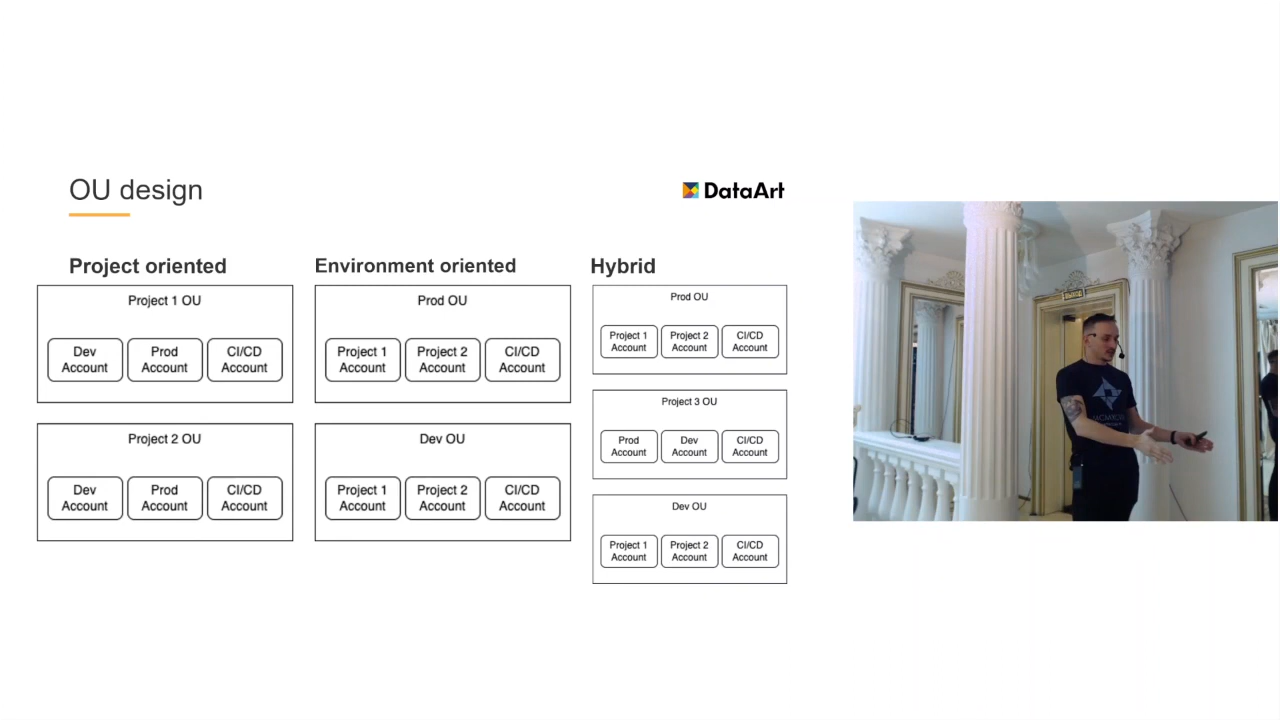 OU design
DataArt
Project oriented
Project 1 OU
Dev
Account
Prod
Account
CI/CD
Account
Project 2 OU
Dev
Account
Prod
Account
CI/CD
Account
Environment oriented
Prod OU
Project 1
Account
Project 2
Account
CI/CD
Account
Dev OU
Project 1
Account
Project 2
Account
CI/CD
Account
Hybrid
Prod OU
Project 1
Account
Project 2
Account
CI/CD
Account
Project 3 OU
Prod
Account
Dev
Account
CI/CD
Account
Dev OU
Project 1
Account
Project 2
Account
CI/CD
Account